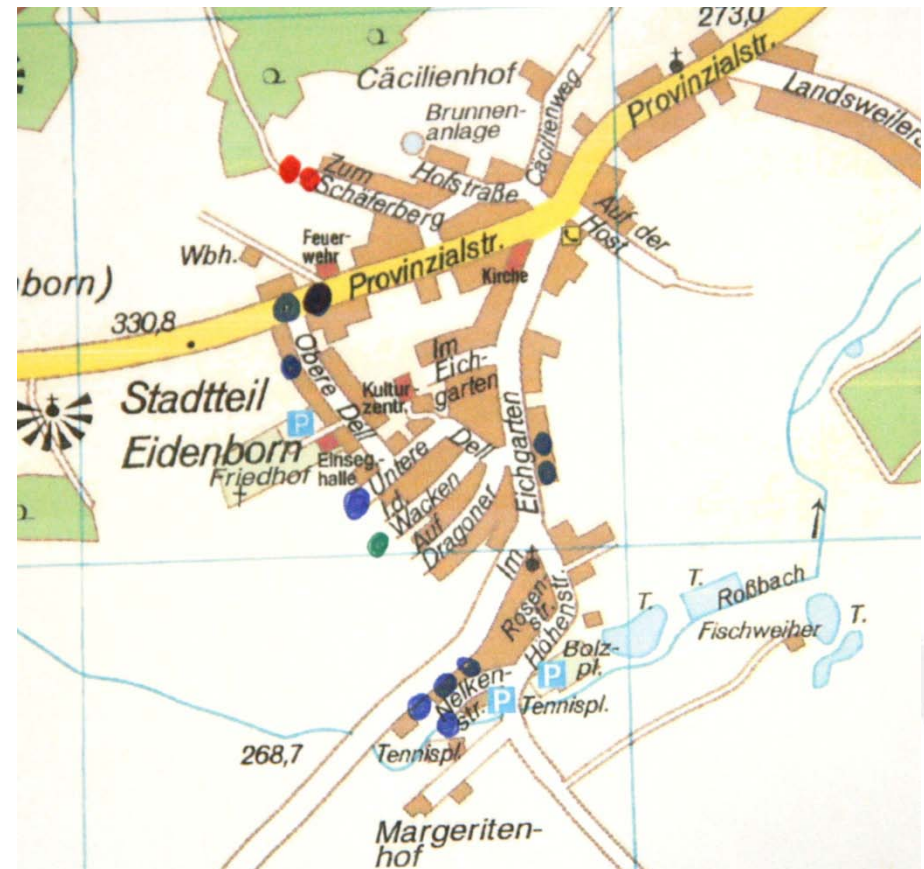 273,0
Cäcilienhof
Provinzialstr.
Landsweilers
Brunnen-
anlage
Cäcilienweg
Zum
Schäferberg
Hofstraße
Auf der
Host
Wbh.
Feuer-
wehr
Provinzialstr.
Kirche
born)
330,8
Obere Dell
Im
Eich-
garten
Kultur-
zentr.
Stadtteil
Eidenborn
P
Friedhof
Einseg.-
halle
Untere Dell
I.d.
Wacken
Auf
Dragoner
Im Eichgarten
Rosen-
str.
Höhenstr.
T.
T.
Roßbach
T.
Fischweiher
Bolz-
pl.
P
Nelken-
str.
P
Tennispl.
Tennispl.
268,7
Margeriten-
hof